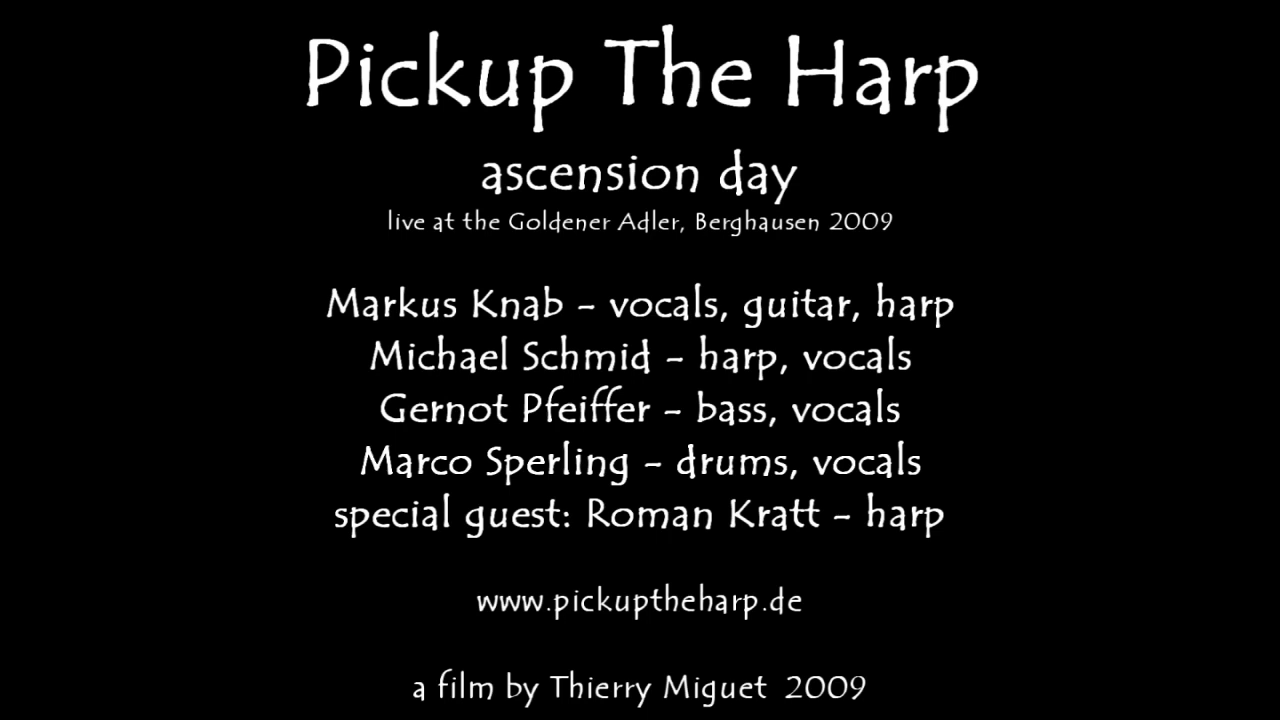 Pickup The Harp
ascension day
live at the Goldener Adler, Berghausen 2009
Markus Knab - vocals, guitar, harp
Michael Schmid - harp, vocals
Gernot Pfeiffer - bass, vocals
Marco Sperling - drums, vocals
special guest: Roman Kratt - harp
www.pickuptheharp.de
a film by Thierry Miguet 2009